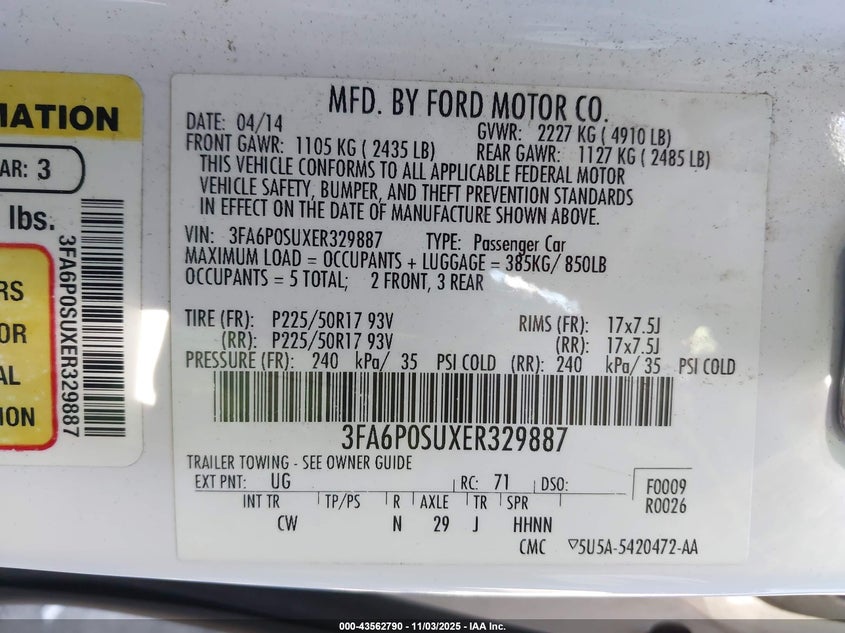 MATION
AR: 3
lbs.
RS
OR
AL
ION
3FA6P0SUXER329887
MFD. BY FORD MOTOR CO.
DATE: 04/14 GVWR: 2227 KG ( 4910 LB)
FRONT GAWR: 1105 KG ( 2435 LB) REAR GAWR: 1127 KG ( 2485 LB)
THIS VEHICLE CONFORMS TO ALL APPLICABLE FEDERAL MOTOR
VEHICLE SAFETY, BUMPER, AND THEFT PREVENTION STANDARDS
IN EFFECT ON THE DATE OF MANUFACTURE SHOWN ABOVE.
VIN: 3FA6P0SUXER329887 TYPE: Passenger Car
MAXIMUM LOAD = OCCUPANTS + LUGGAGE = 385KG/ 850LB
OCCUPANTS = 5 TOTAL; 2 FRONT, 3 REAR
TIRE (FR): P225/50R17 93V RIMS (FR): 17x7.5J
(RR): P225/50R17 93V (RR): 17x7.5J
PRESSURE (FR): 240 kPa/ 35 PSI COLD (RR): 240 kPa/ 35 PSI COLD
3FA6P0SUXER329887
TRAILER TOWING - SEE OWNER GUIDE
EXT PNT: UG RC: 71 DSO:
F0009
R0026
INT TR TP/PS R AXLE TR SPR
CW N 29 J HHNN
CMC ▽5U5A-5420472-AA
000-43562790 - 11/03/2025 - IAA Inc.